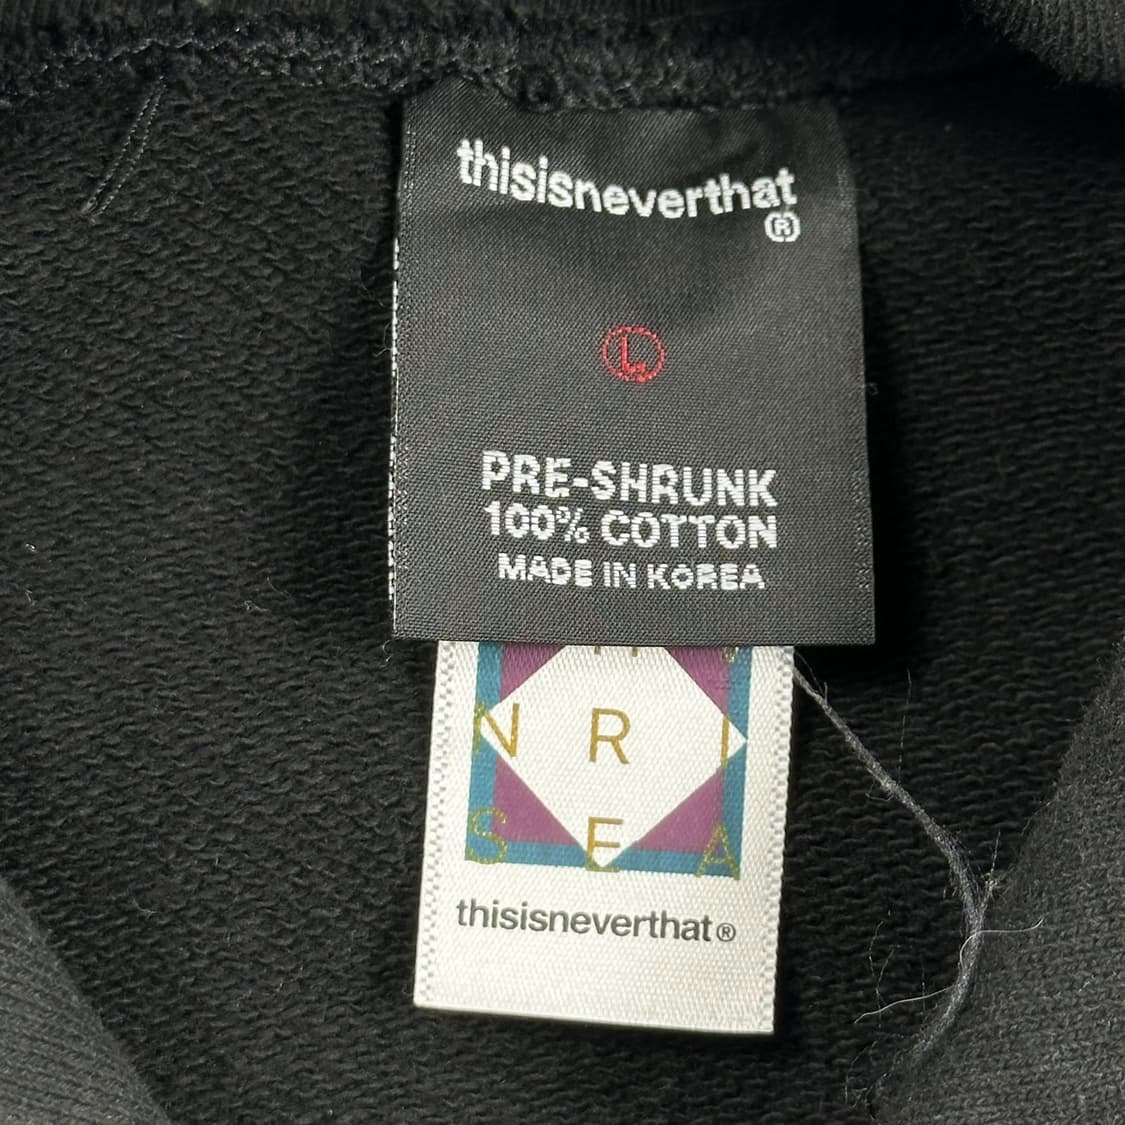 thisisneverthat
®
L
PRE-SHRUNK
100% COTTON
MADE IN KOREA
N R I
S E A
thisisneverthat®